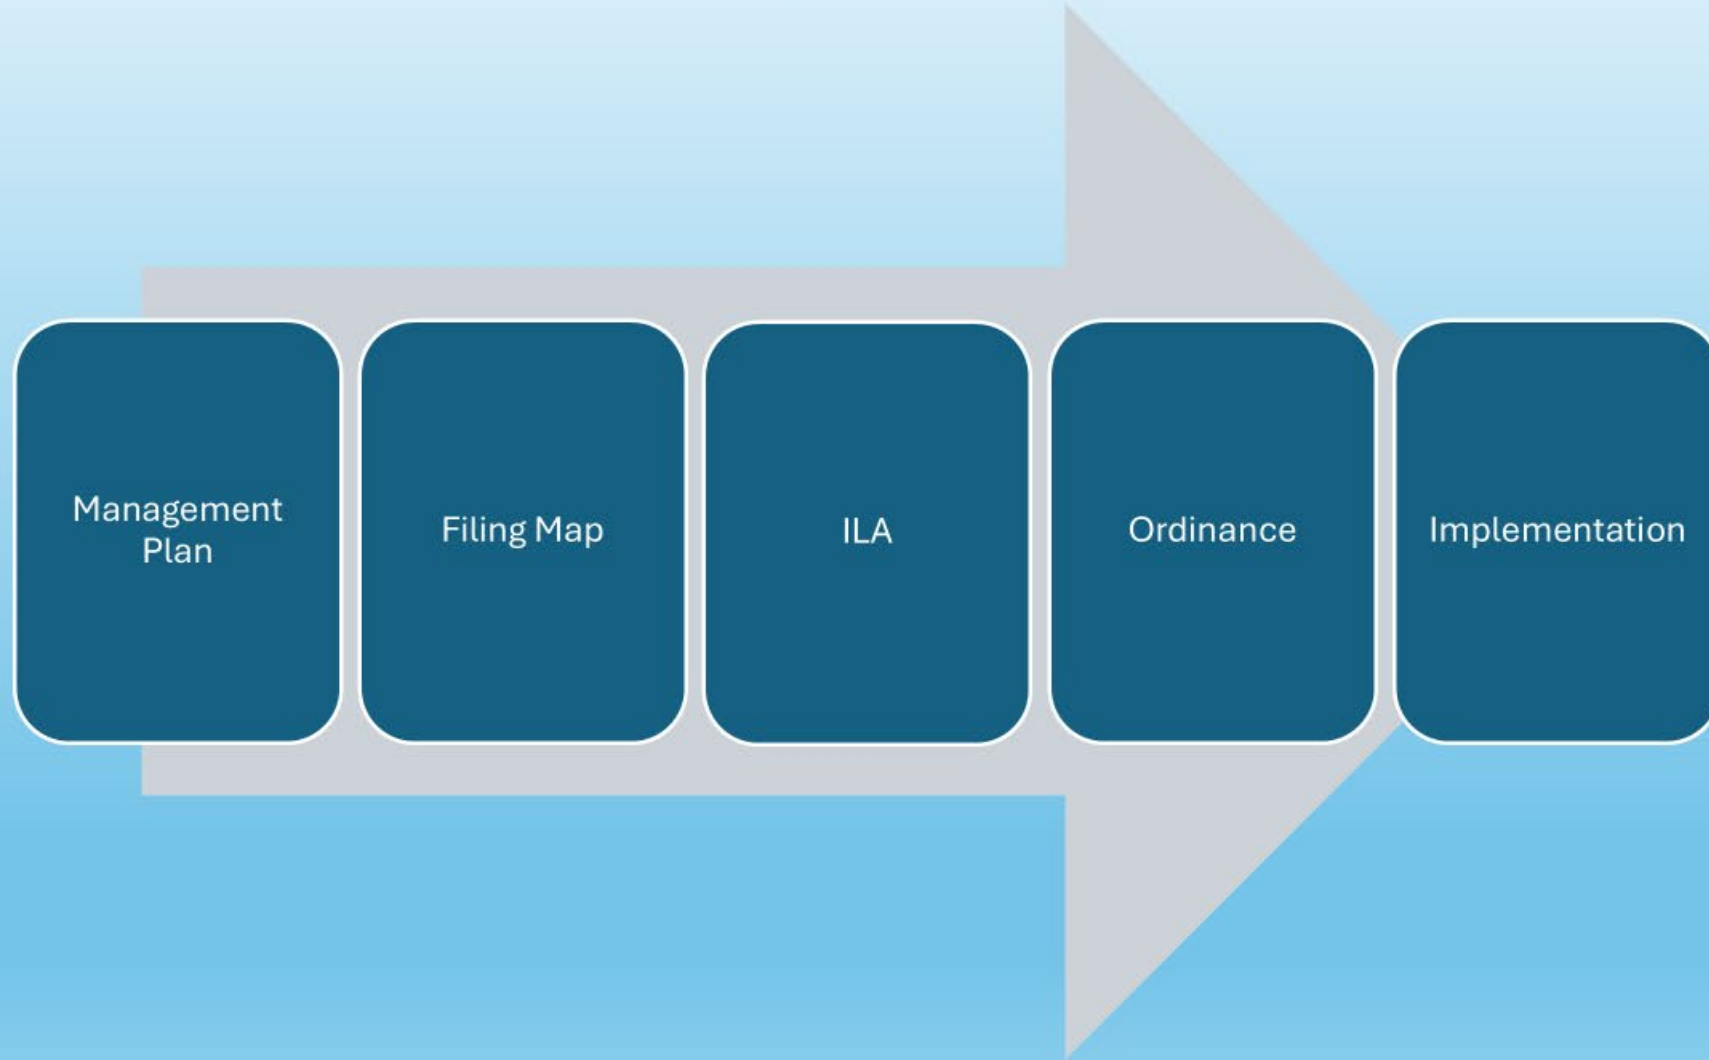 Management
Plan
Filing Map
ILA
Ordinance
Implementation